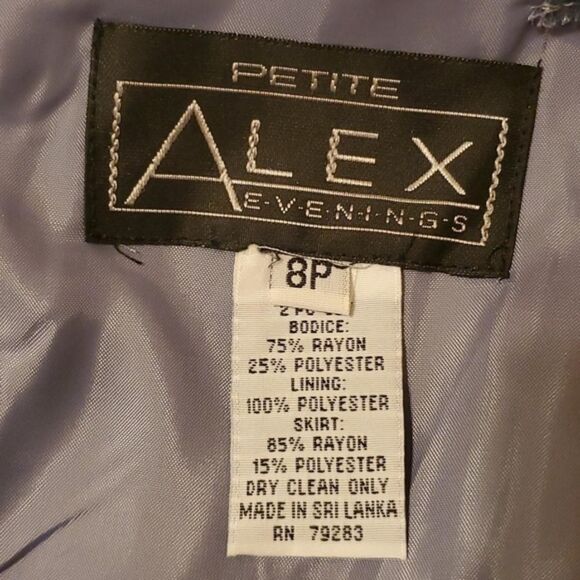 PETITE
ALEX
E-V-E-N-I-N-G-S
8P
BODICE:
75% RAYON
25% POLYESTER
LINING:
100% POLYESTER
SKIRT:
85% RAYON
15% POLYESTER
DRY CLEAN ONLY
MADE IN SRI LANKA
RN 79283